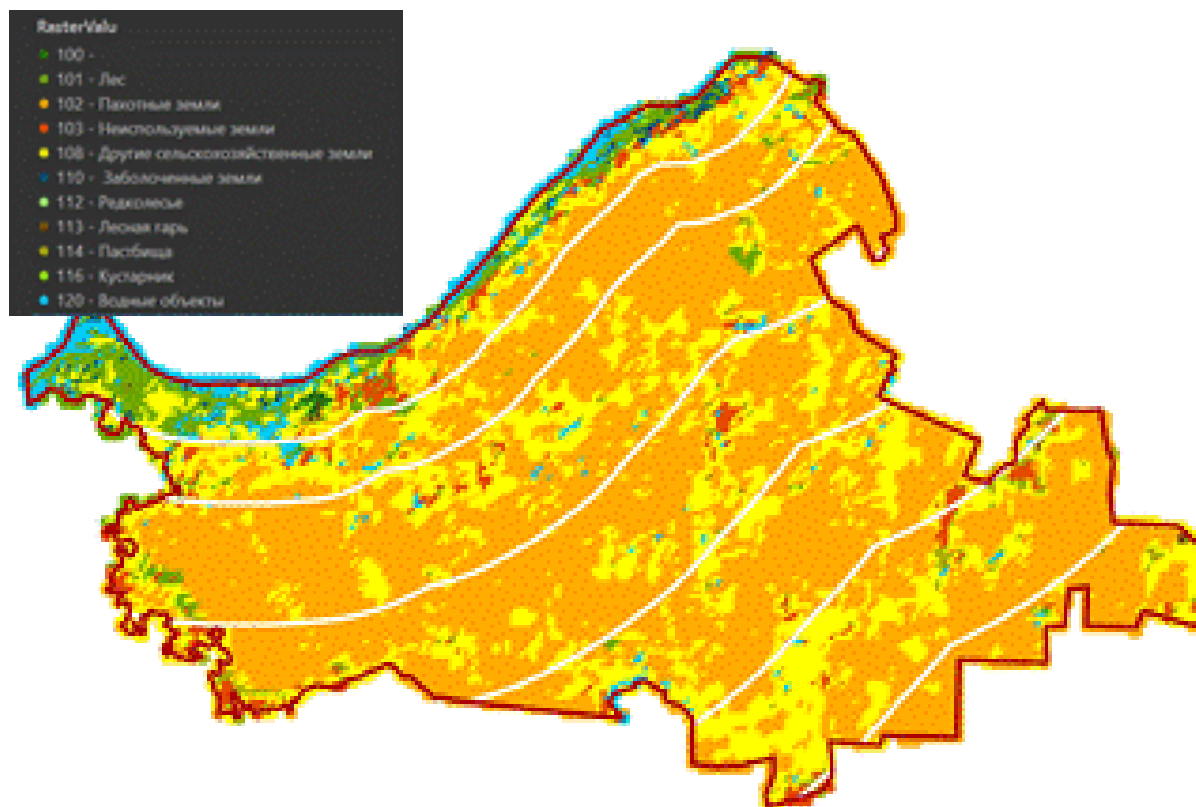 RasterValu
100 -
101 - Лес
102 - Пахотные земли
103 - Неиспользуемые земли
108 - Другие сельскохозяйственные земли
110 - Заболоченные земли
112 - Редколесье
113 - Лесная гарь
114 - Пастбища
116 - Кустарник
120 - Водные объекты